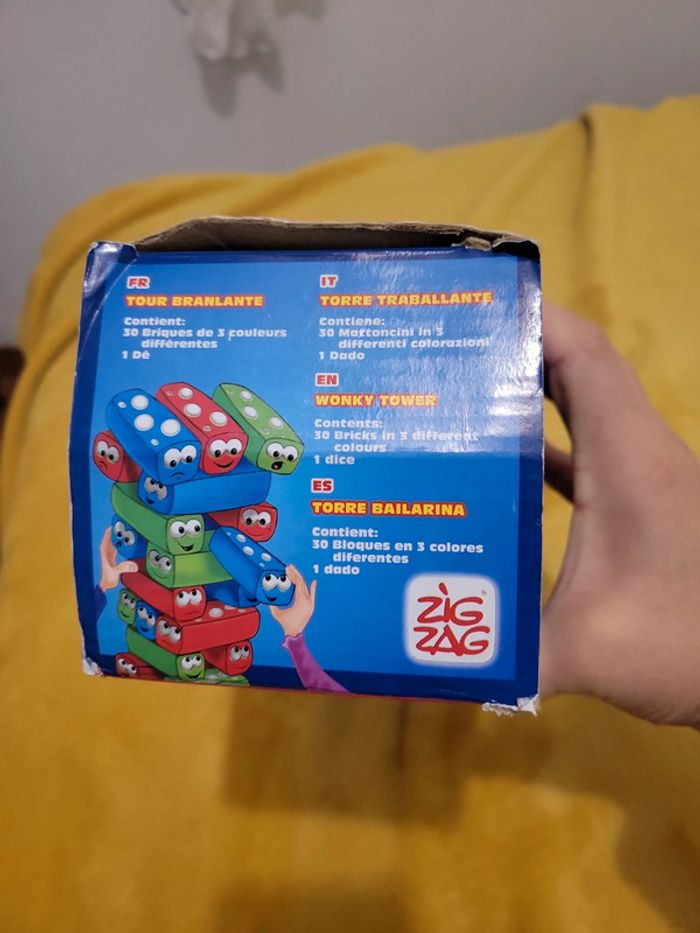 FR
TOUR BRANLANTE
Contient:
30 Briques de 3 couleurs
différentes
1 Dé
IT
TORRE TRABALLANTE
Contiene:
30 Mattoncini in 3
differenti colorazioni
1 Dado
EN
WONKY TOWER
Contents:
30 Bricks in 3 different
colours
1 dice
ES
TORRE BAILARINA
Contient:
30 Bloques en 3 colores
diferentes
1 dado
ZIG
ZAG